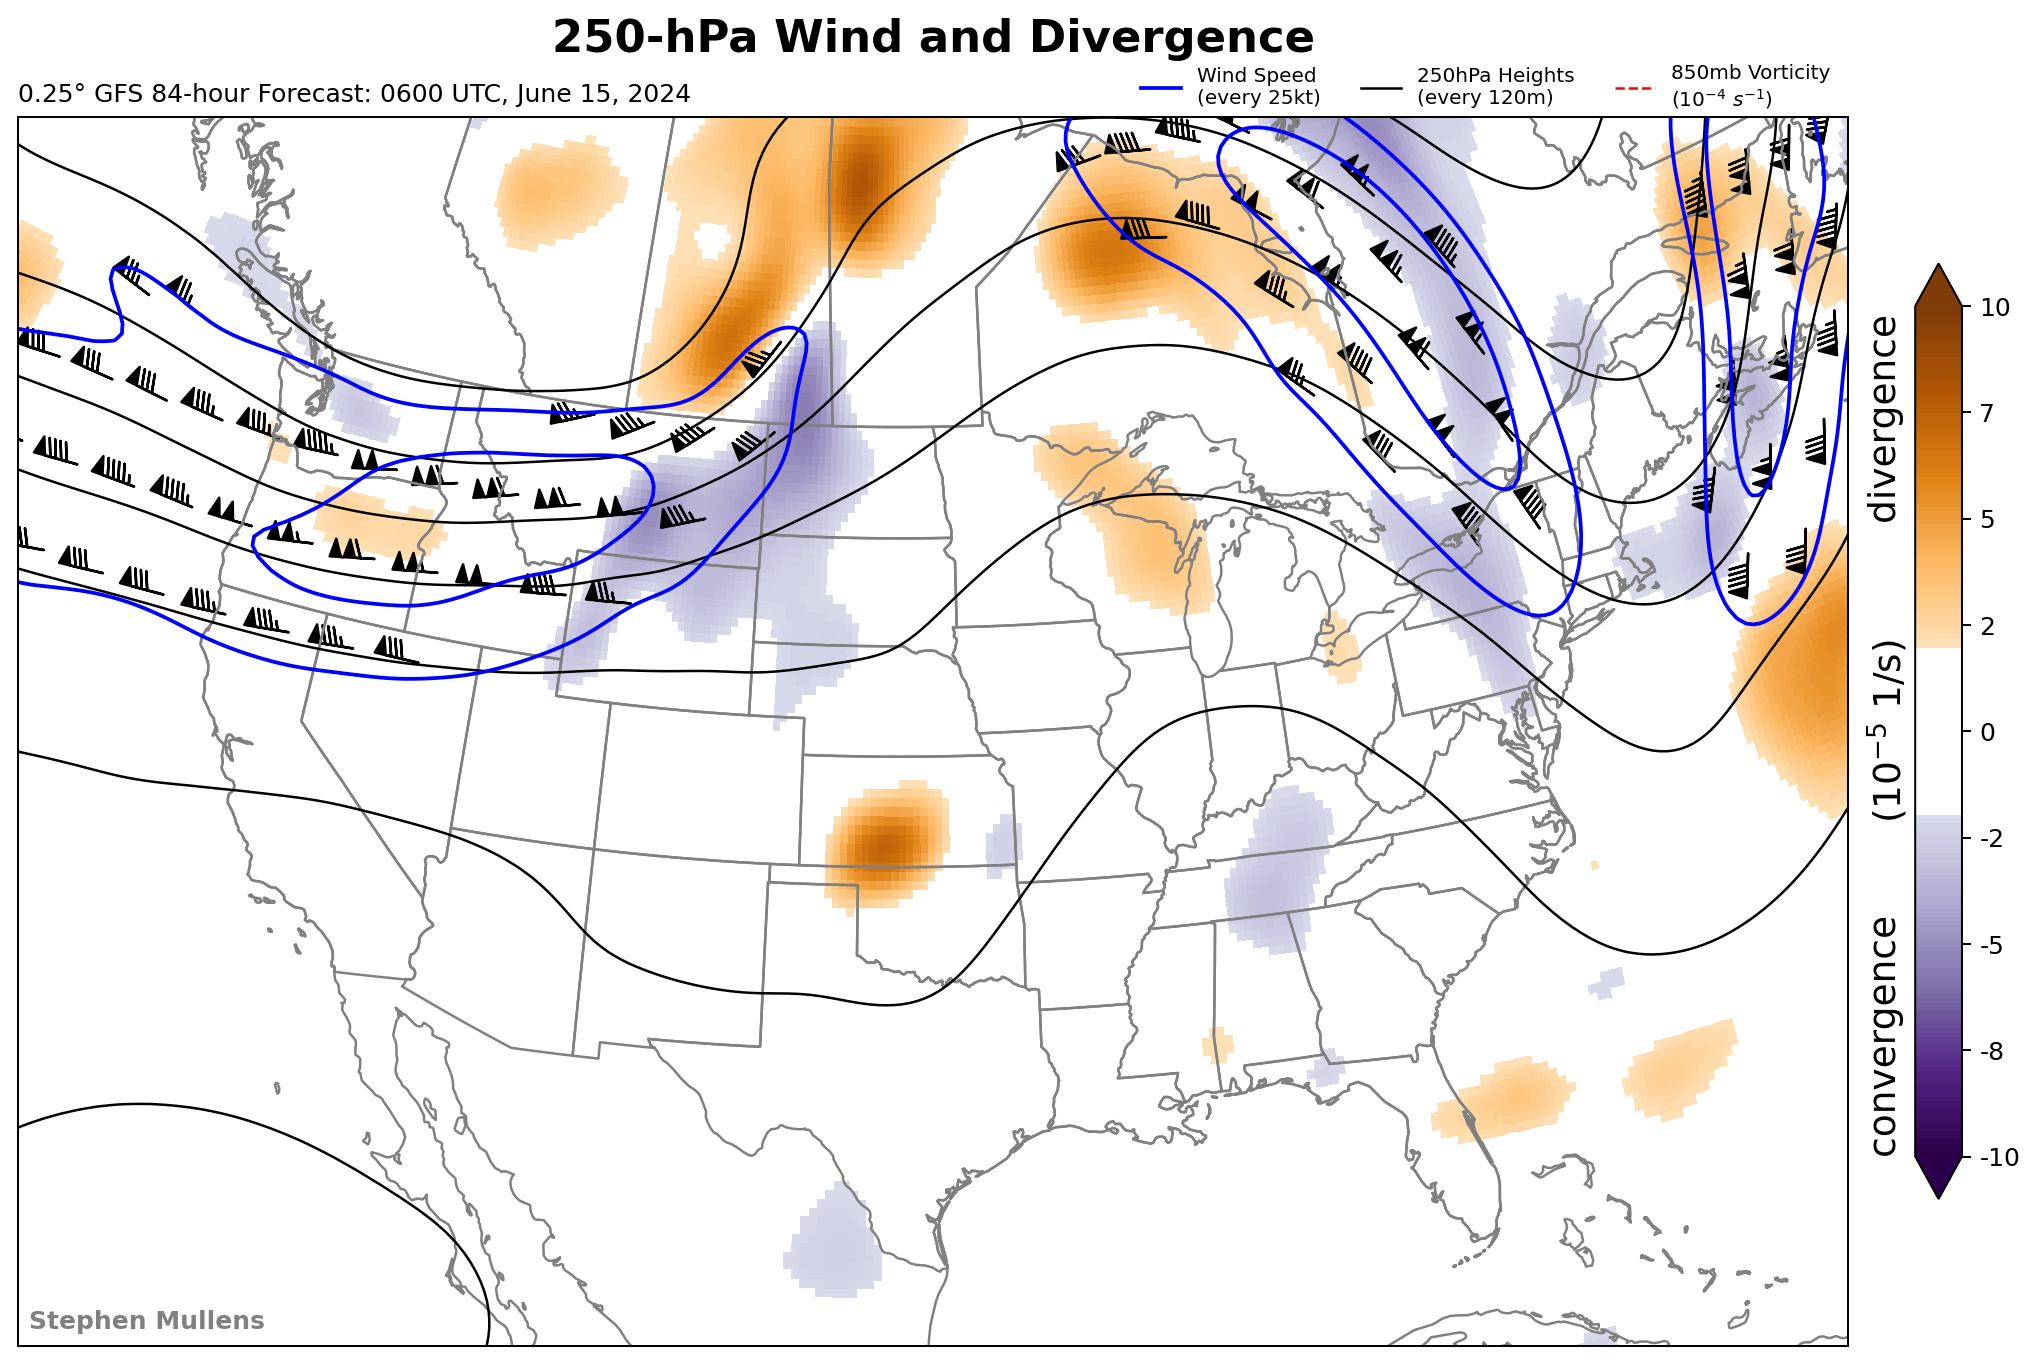 250-hPa Wind and Divergence
0.25° GFS 84-hour Forecast: 0600 UTC, June 15, 2024
Wind Speed
(every 25kt)
250hPa Heights
(every 120m)
850mb Vorticity
(10⁻⁴ s⁻¹)
10
7
5
2
0
-2
-5
-8
-10
convergence (10⁻⁵ 1/s) divergence
Stephen Mullens